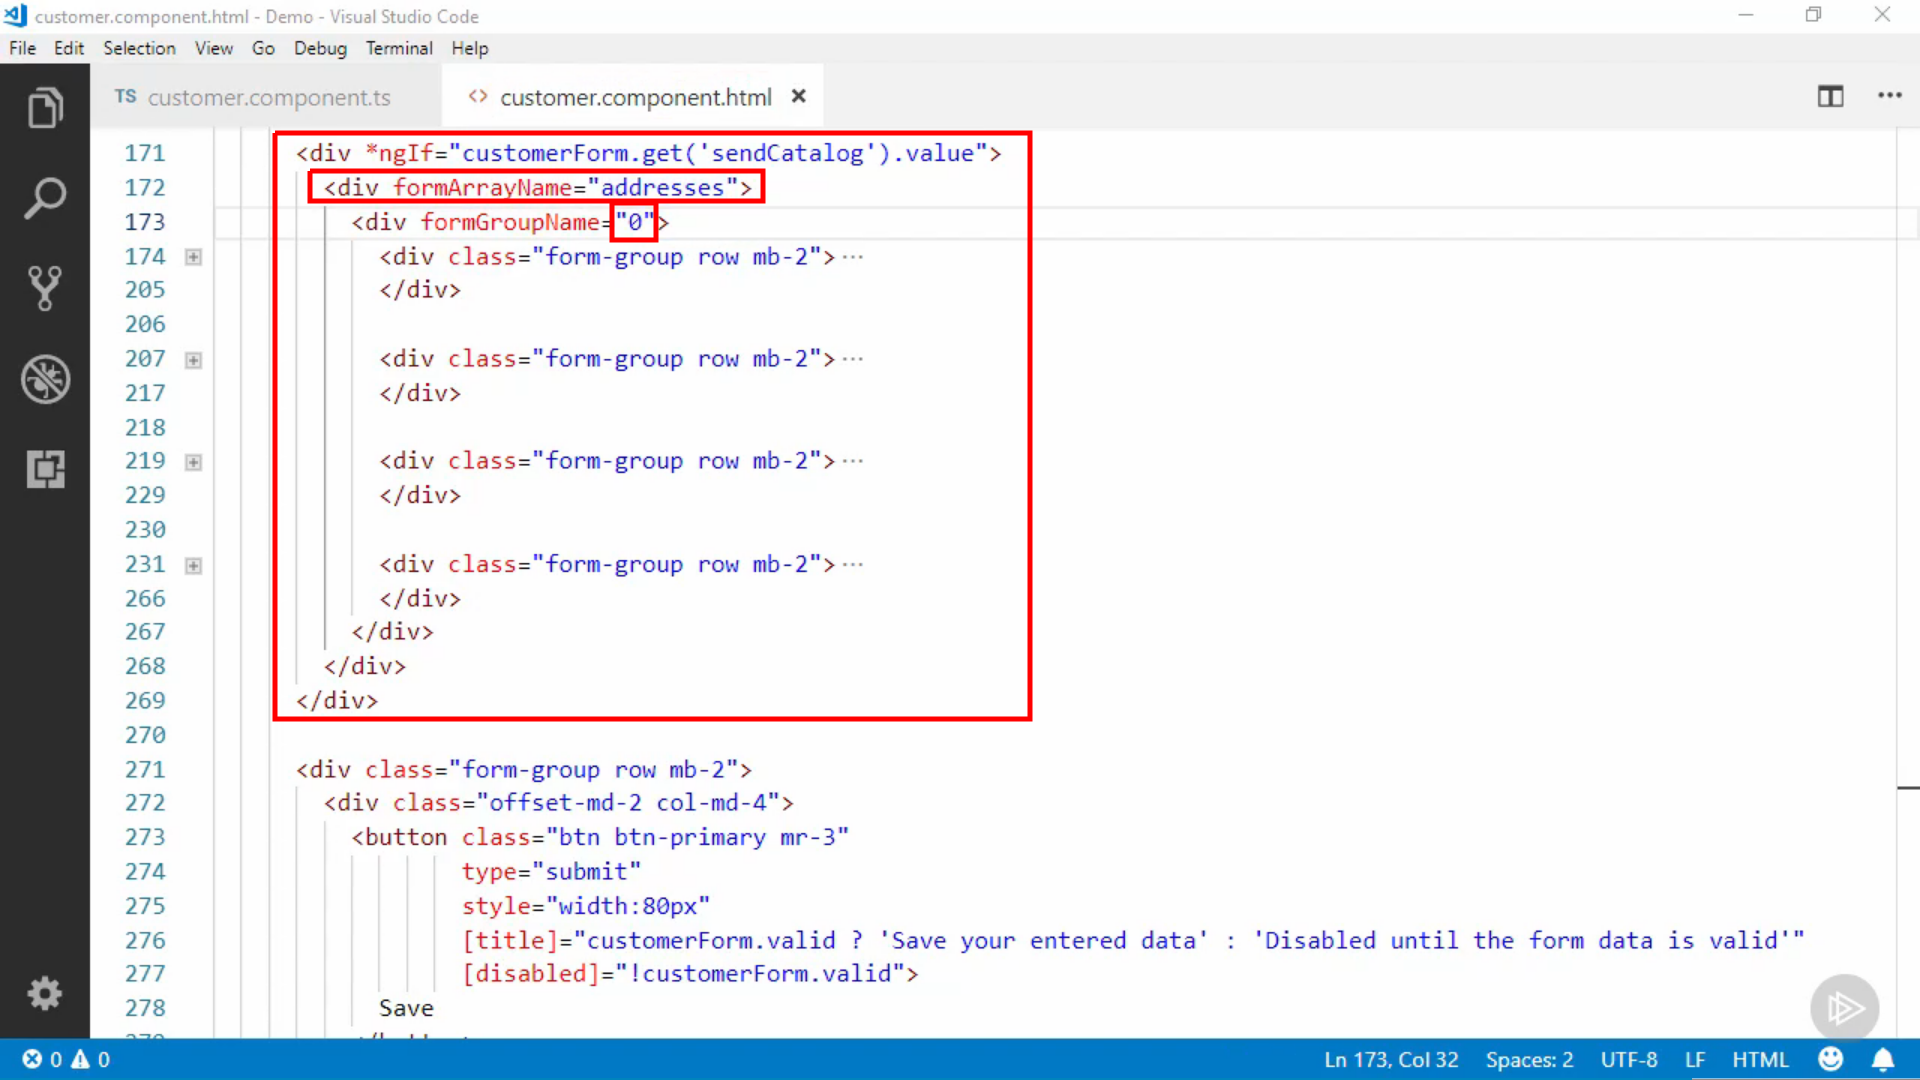 customer.component.html - Demo - Visual Studio Code
File Edit Selection View Go Debug Terminal Help
TS customer.component.ts <> customer.component.html ×
171 <div *ngIf="customerForm.get('sendCatalog').value">
172 <div formArrayName="addresses">
173 <div formGroupName="0">
174 <div class="form-group row mb-2">···
205 </div>
206
207 <div class="form-group row mb-2">···
217 </div>
218
219 <div class="form-group row mb-2">···
229 </div>
230
231 <div class="form-group row mb-2">···
266 </div>
267 </div>
268 </div>
269 </div>
270
271 <div class="form-group row mb-2">
272 <div class="offset-md-2 col-md-4">
273 <button class="btn btn-primary mr-3"
274 type="submit"
275 style="width:80px"
276 [title]="customerForm.valid ? 'Save your entered data' : 'Disabled until the form data is valid'"
277 [disabled]="!customerForm.valid">
278 Save
0 0 Ln 173, Col 32 Spaces: 2 UTF-8 LF HTML